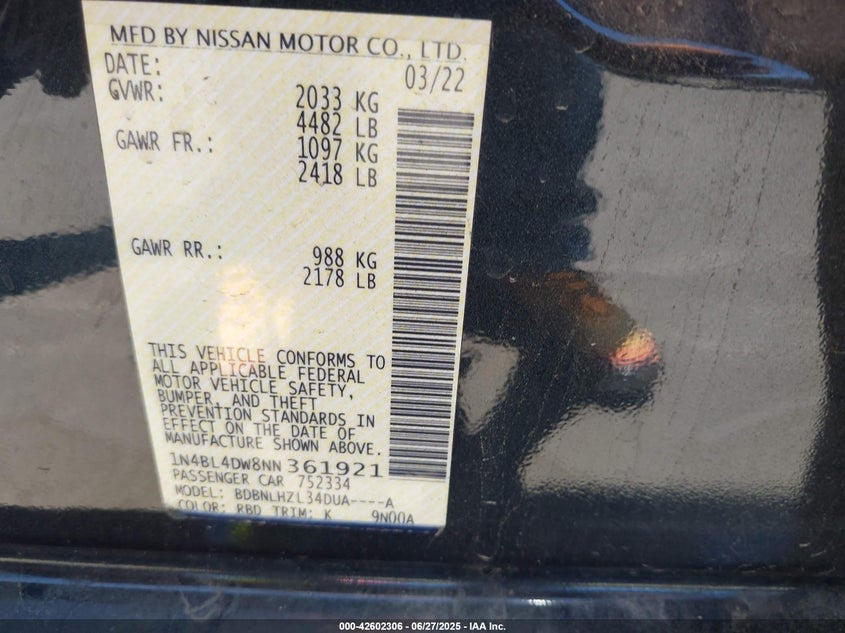 MFD BY NISSAN MOTOR CO., LTD.
DATE: 03/22
GVWR: 2033 KG
4482 LB
GAWR FR.: 1097 KG
2418 LB
GAWR RR.: 988 KG
2178 LB
THIS VEHICLE CONFORMS TO
ALL APPLICABLE FEDERAL
MOTOR VEHICLE SAFETY,
BUMPER, AND THEFT
PREVENTION STANDARDS IN
EFFECT ON THE DATE OF
MANUFACTURE SHOWN ABOVE.
1N4BL4DW8NN361921
PASSENGER CAR 752334
MODEL: BDBNLHZL34DUA----A
COLOR: RBD TRIM: K 9N00A
000-42602306 - 06/27/2025 - IAA Inc.